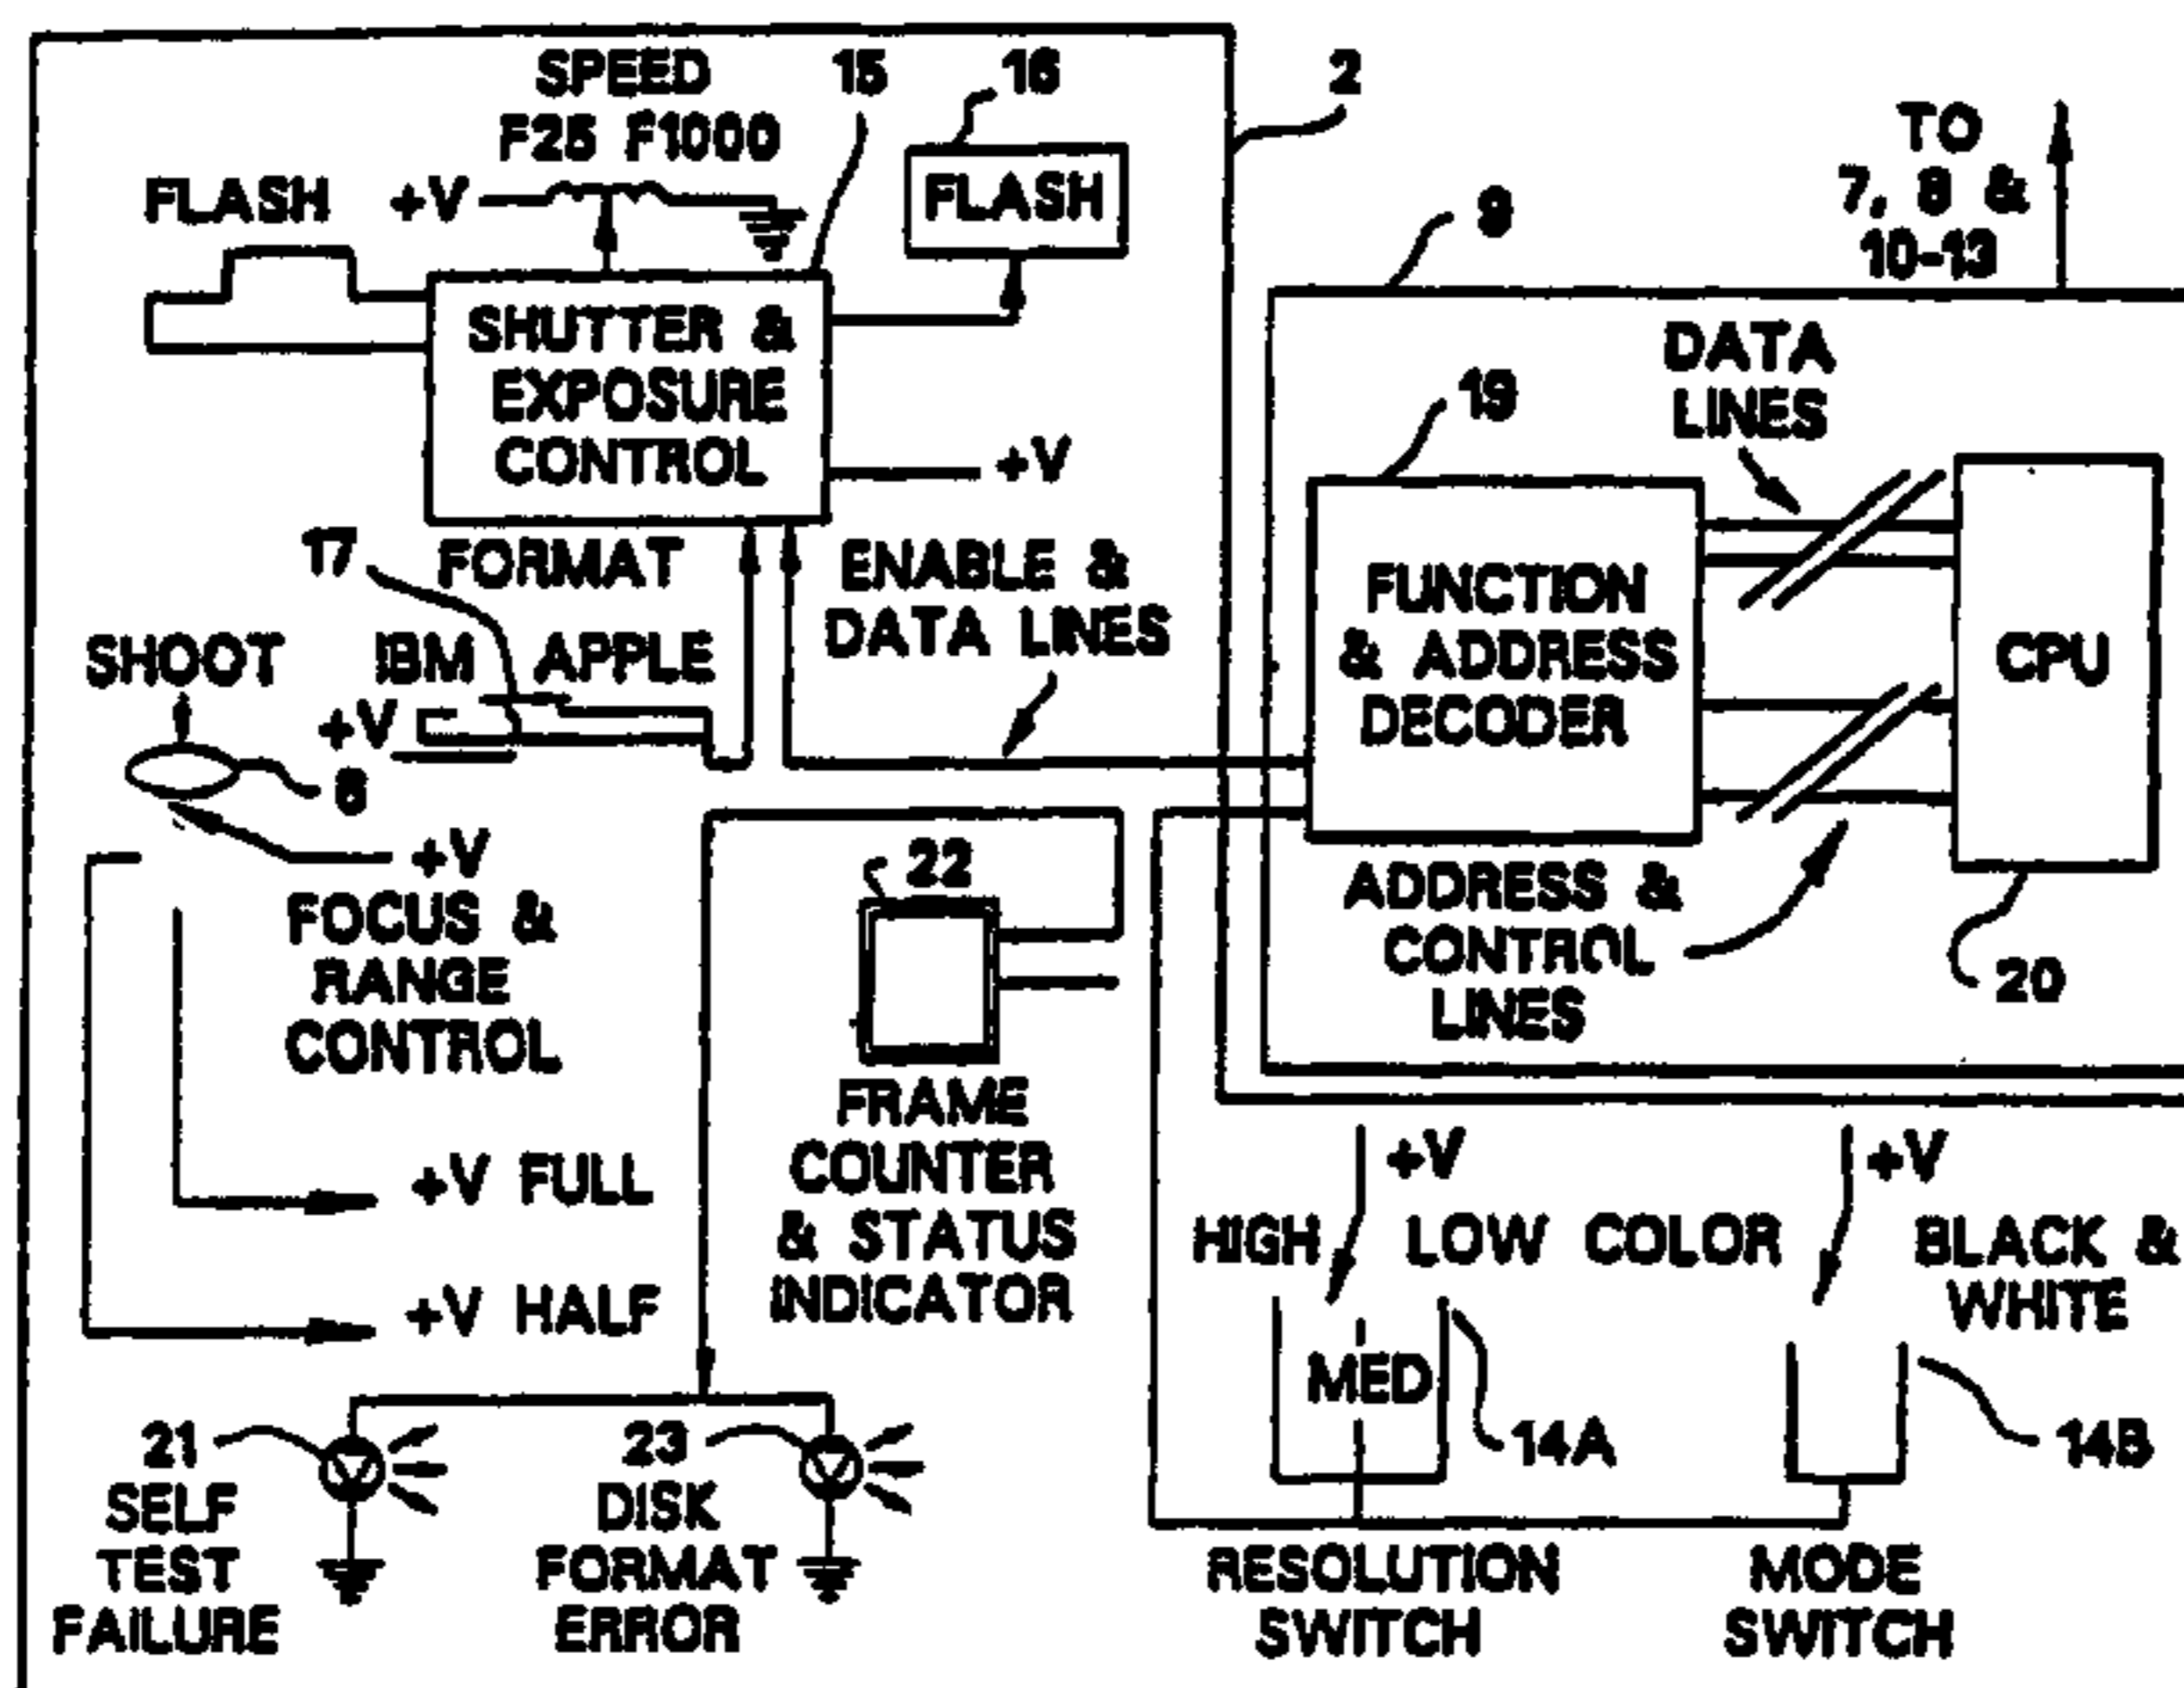 SPEED
F25 F1000
15
16
2
TO
7, 8 &
10-13
FLASH
+V
FLASH
9
SHUTTER &
EXPOSURE
CONTROL
+V
DATA
LINES
19
17
FORMAT
IBM APPLE
ENABLE &
DATA LINES
FUNCTION
& ADDRESS
DECODER
CPU
SHOOT
+V
6
+V
FOCUS &
RANGE
CONTROL
22
ADDRESS &
CONTROL
LINES
20
FRAME
COUNTER
& STATUS
INDICATOR
+V FULL
+V HALF
+V
+V
HIGH
LOW
COLOR
BLACK &
WHITE
MED
14A
14B
21
SELF
TEST
FAILURE
23
DISK
FORMAT
ERROR
RESOLUTION
SWITCH
MODE
SWITCH